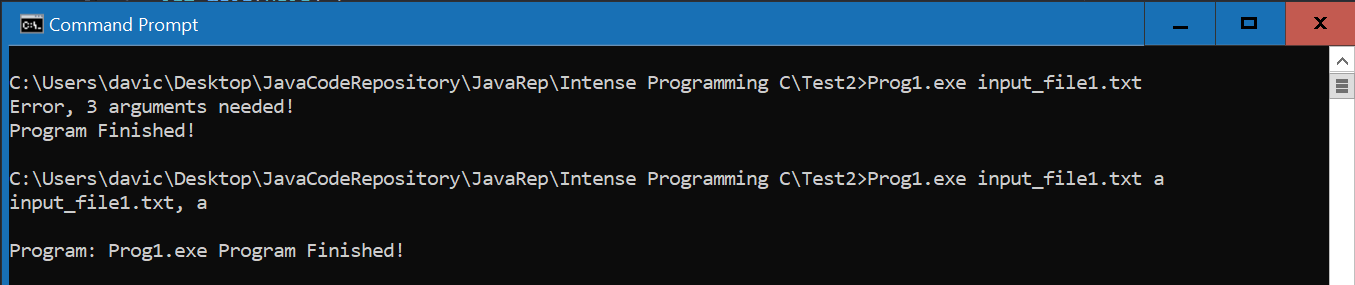 Command Prompt
C:\Users\davic\Desktop\JavaCodeRepository\JavaRep\Intense Programming C\Test2>Prog1.exe input_file1.txt
Error, 3 arguments needed!
Program Finished!
C:\Users\davic\Desktop\JavaCodeRepository\JavaRep\Intense Programming C\Test2>Prog1.exe input_file1.txt a
input_file1.txt, a
Program: Prog1.exe Program Finished!